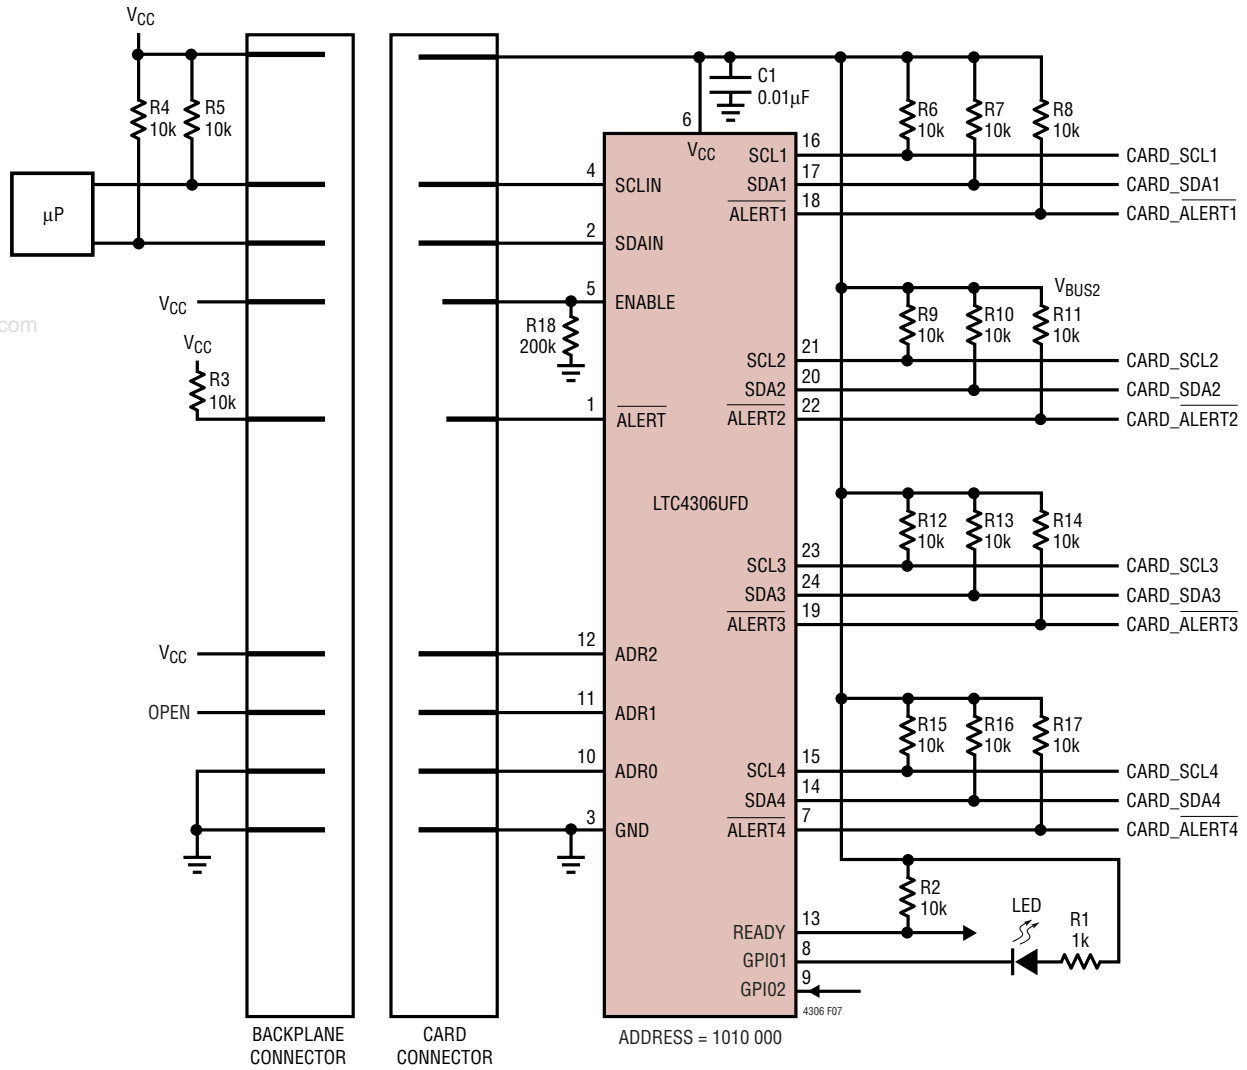 VCC
R4
10k
R5
10k
μP
VCC
VCC
R3
10k
com
VCC
OPEN
BACKPLANE
CONNECTOR
CARD
CONNECTOR
R18
200k
C1
0.01μF
6
VCC
4
SCLIN
2
SDAIN
5
ENABLE
1
ALERT
LTC4306UFD
12
ADR2
11
ADR1
10
ADR0
3
GND
SCL1
16
SDA1
17
ALERT1
18
SCL2
21
SDA2
20
ALERT2
22
SCL3
23
SDA3
24
ALERT3
19
SCL4
15
SDA4
14
ALERT4
7
READY
13
GPIO1
8
GPIO2
9
ADDRESS = 1010 000
R6
10k
R7
10k
R8
10k
CARD_SCL1
CARD_SDA1
CARD_ALERT1
VBUS2
R9
10k
R10
10k
R11
10k
CARD_SCL2
CARD_SDA2
CARD_ALERT2
R12
10k
R13
10k
R14
10k
CARD_SCL3
CARD_SDA3
CARD_ALERT3
R15
10k
R16
10k
R17
10k
CARD_SCL4
CARD_SDA4
CARD_ALERT4
R2
10k
LED
R1
1k
4306 F07